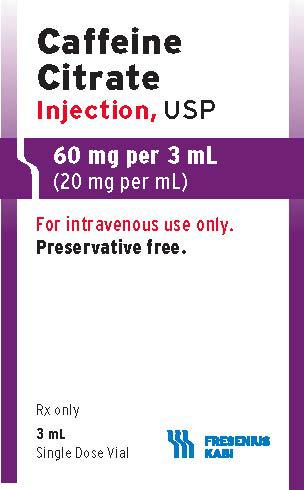 Caffeine
Citrate
Injection, USP
60 mg per 3 mL
(20 mg per mL)
For intravenous use only.
Preservative free.
Rx only
3 mL
Single Dose Vial
FRESENIUS
KABI